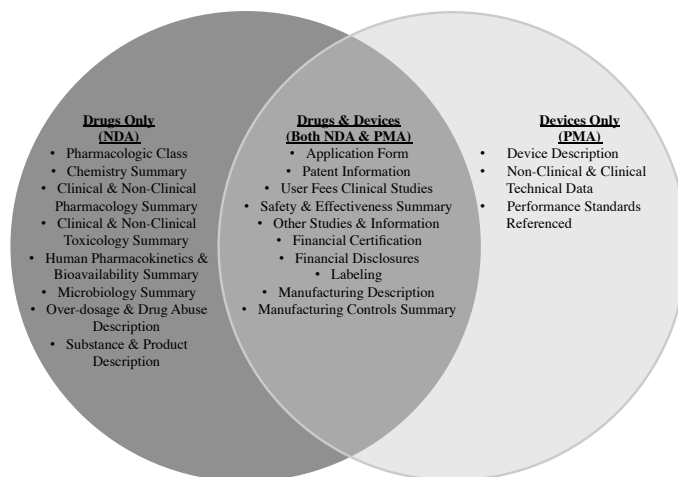 Drugs Only
(NDA)
• Pharmacologic Class
• Chemistry Summary
• Clinical & Non-Clinical
Pharmacology Summary
• Clinical & Non-Clinical
Toxicology Summary
• Human Pharmacokinetics &
Bioavailability Summary
• Microbiology Summary
• Over-dosage & Drug Abuse
Description
• Substance & Product
Description
Drugs & Devices
(Both NDA & PMA)
• Application Form
• Patent Information
• User Fees Clinical Studies
• Safety & Effectiveness Summary
• Other Studies & Information
• Financial Certification
• Financial Disclosures
• Labeling
• Manufacturing Description
• Manufacturing Controls Summary
Devices Only
(PMA)
• Device Description
• Non-Clinical & Clinical
Technical Data
• Performance Standards
Referenced